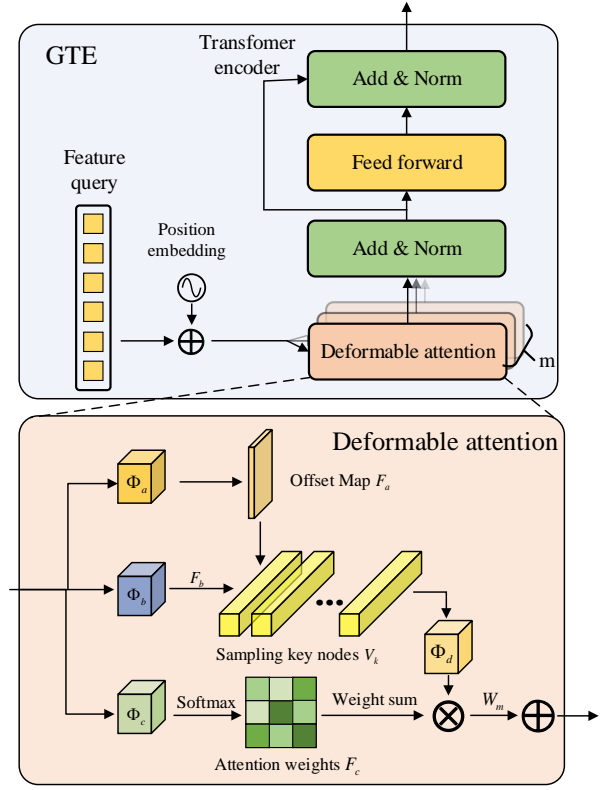 GTE
Transfomer
encoder
Add & Norm
Feed forward
Feature
query
Position
embedding
Add & Norm
Deformable attention
m
Deformable attention
Φa
Offset Map Fa
Φb
Fb
Sampling key nodes Vk
Φd
Φc
Softmax
Weight sum
Wm
Attention weights Fc